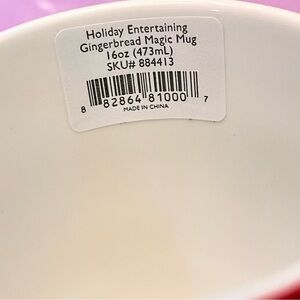 Holiday Entertaining
Gingerbread Magic Mug
16oz (473mL)
SKU# 884413
8 82864 81000 7
MADE IN CHINA